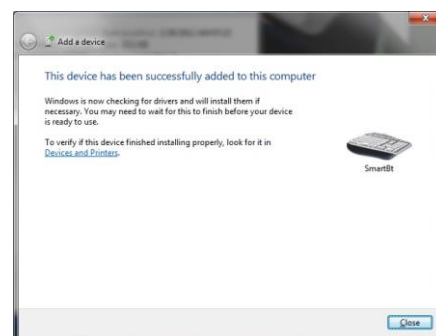 Add a device
This device has been successfully added to this computer
Windows is now checking for drivers and will install them if
necessary. You may need to wait for this to finish before your device
is ready to use.
To verify if this device finished installing properly, look for it in
Devices and Printers.
SmartBt
Close